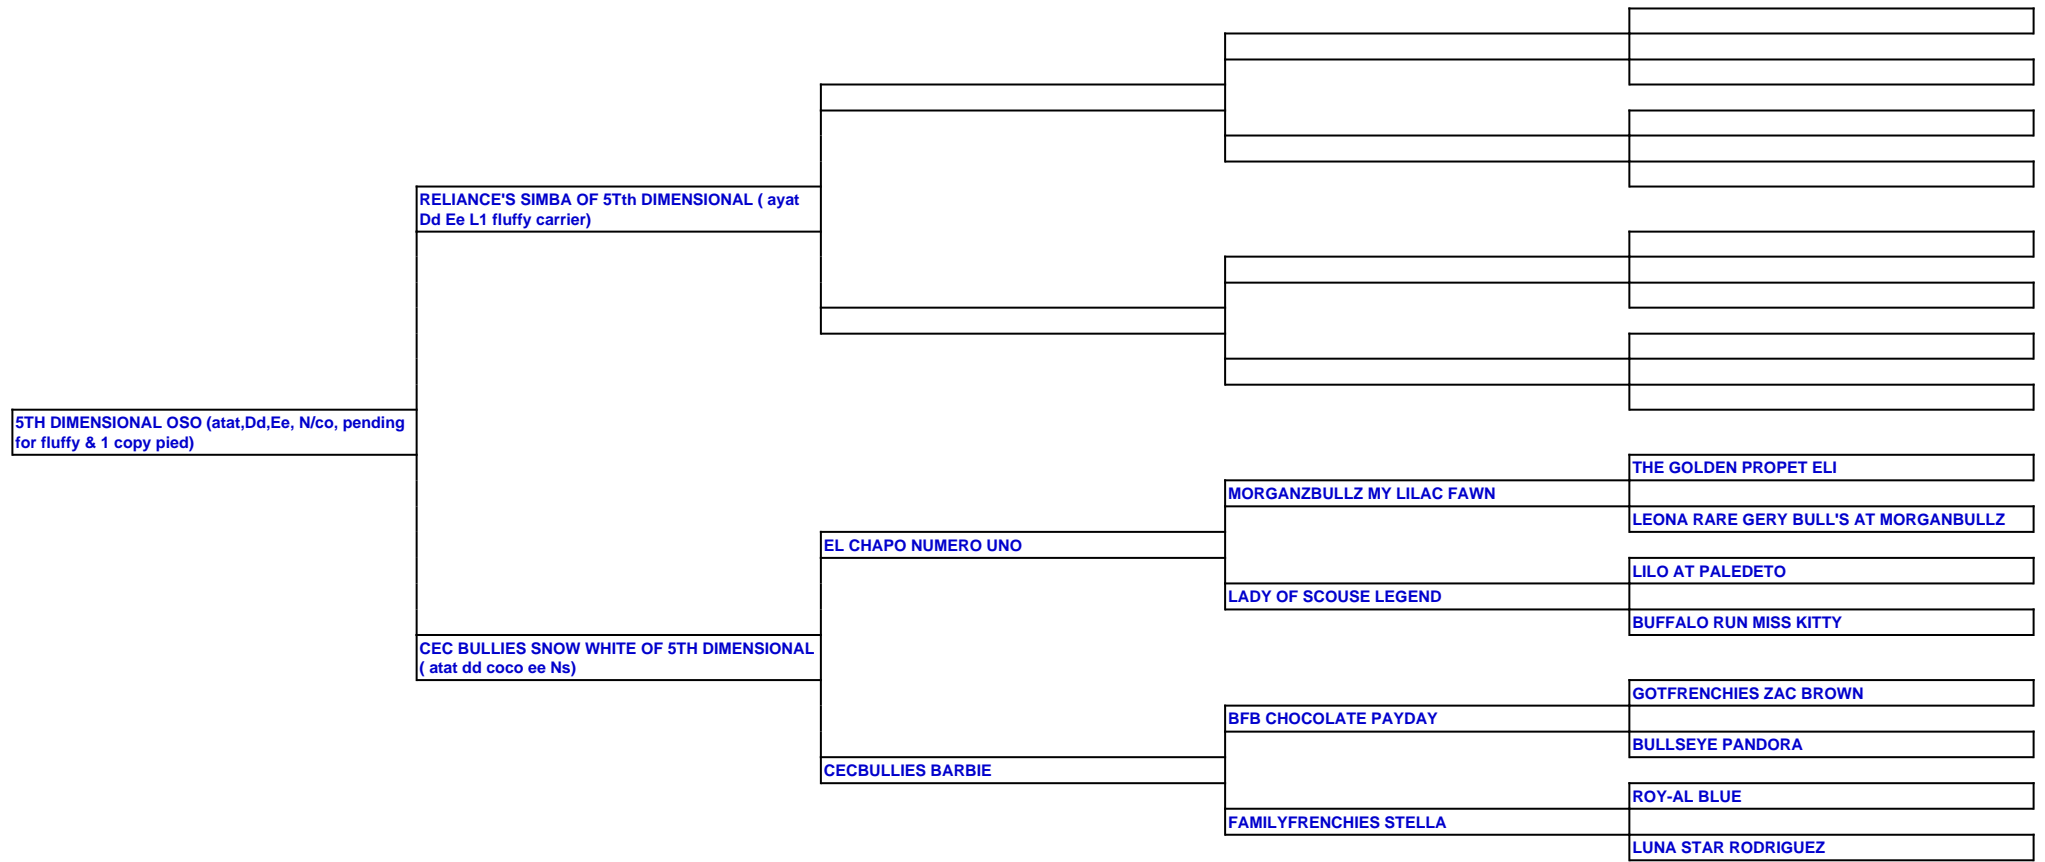 RELIANCE'S SIMBA OF 5Tth DIMENSIONAL ( ayat
Dd Ee L1 fluffy carrier)
5TH DIMENSIONAL OSO (atat,Dd,Ee, N/co, pending
for fluffy & 1 copy pied)
THE GOLDEN PROPET ELI
MORGANZBULLZ MY LILAC FAWN
LEONA RARE GERY BULL'S AT MORGANBULLZ
EL CHAPO NUMERO UNO
LILO AT PALEDETO
LADY OF SCOUSE LEGEND
BUFFALO RUN MISS KITTY
CEC BULLIES SNOW WHITE OF 5TH DIMENSIONAL
( atat dd coco ee Ns)
GOTFRENCHIES ZAC BROWN
BFB CHOCOLATE PAYDAY
BULLSEYE PANDORA
CECBULLIES BARBIE
ROY-AL BLUE
FAMILYFRENCHIES STELLA
LUNA STAR RODRIGUEZ